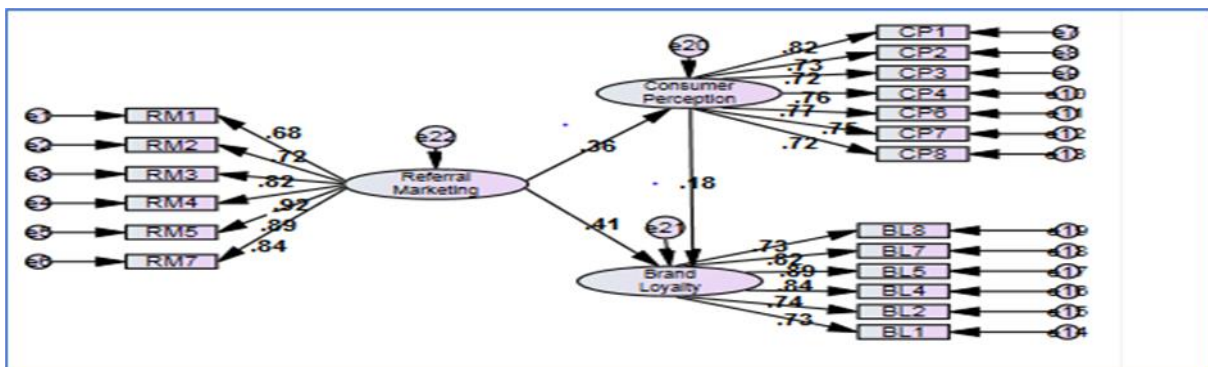 e20
.82
CP1
e7
.73
CP2
e8
.72
CP3
e9
Consumer
Perception
.76
CP4
e10
.77
CP6
e11
.75
CP7
e12
.72
CP8
e13
e1
RM1
.68
e2
RM2
.72
e3
RM3
.82
e4
RM4
.92
e5
RM5
.89
e6
RM7
.84
e22
Referral
Marketing
.36
.18
.41
e21
Brand
Loyalty
.73
BL8
e19
.82
BL7
e18
.89
BL5
e17
.84
BL4
e16
.74
BL2
e15
.73
BL1
e14